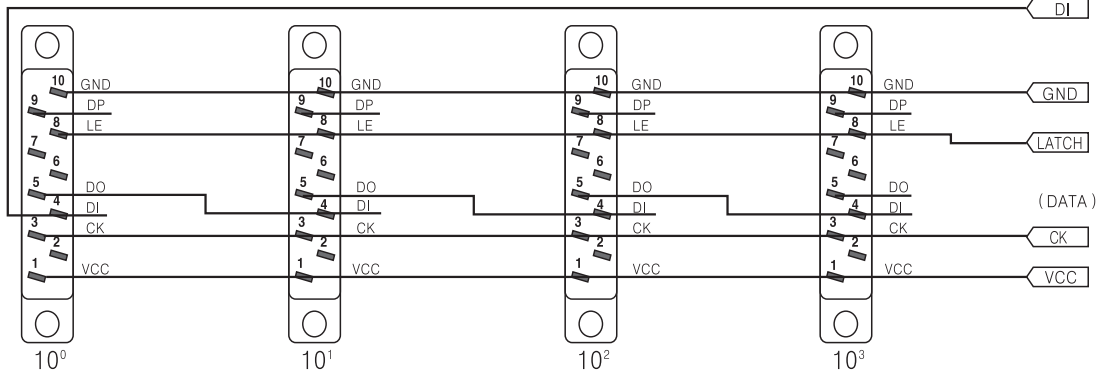 DI
10 GND 10 GND 10 GND 10 GND GND
9 DP 9 DP 9 DP 9 DP
8 LE 8 LE 8 LE 8 LE LATCH
7 7 7 7
6 6 6 6
5 DO 5 DO 5 DO 5 DO (DATA)
4 DI 4 DI 4 DI 4 DI
3 CK 3 CK 3 CK 3 CK CK
2 2 2 2
1 VCC 1 VCC 1 VCC 1 VCC VCC
10⁰ 10¹ 10² 10³